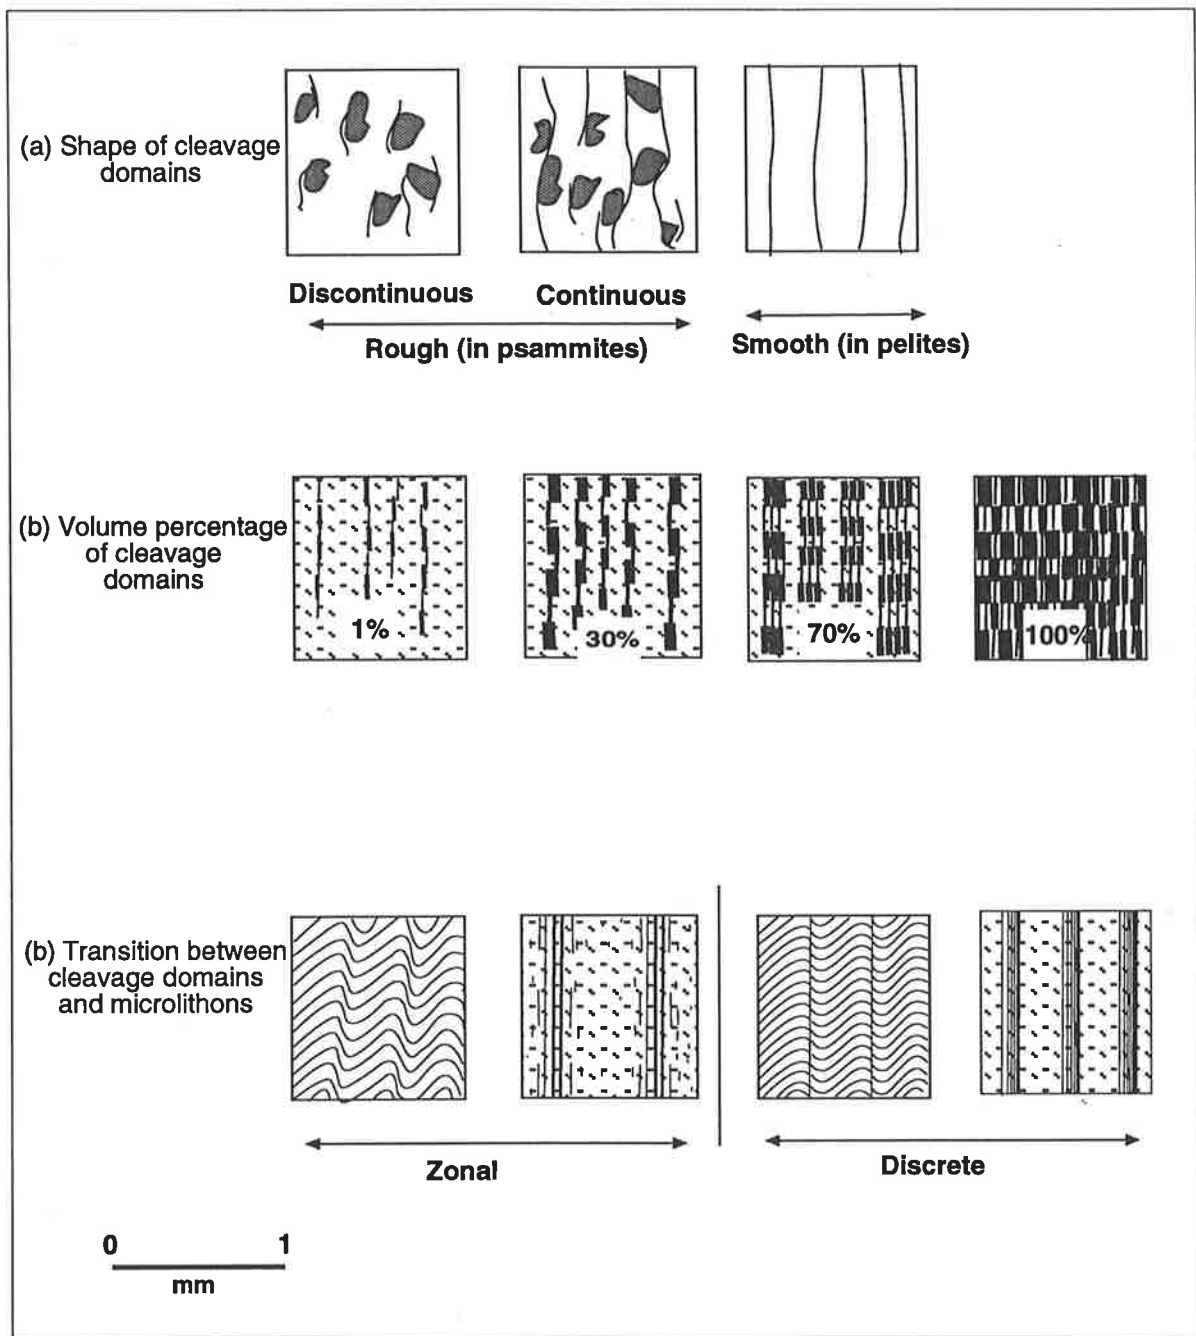 (a) Shape of cleavage
domains
Discontinuous
Continuous
Rough (in psammites)
Smooth (in pelites)
(b) Volume percentage
of cleavage
domains
1%
30%
70%
100%
(b) Transition between
cleavage domains
and microlithons
Zonal
Discrete
0
1
mm